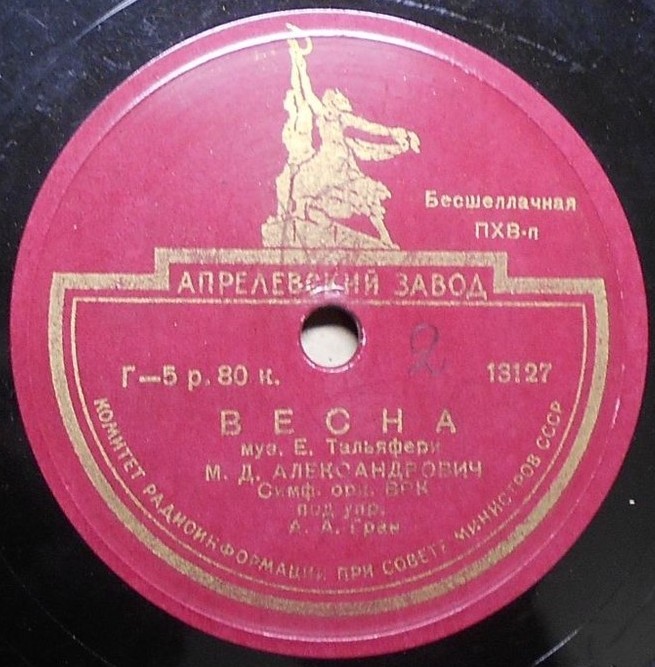 Бесшеллачная
ПХВ-п
АПРЕЛЕВСКИЙ ЗАВОД
Г—5 р. 80 к.
2
13127
ВЕСНА
муз. Е. Тальяфери
М. Д. АЛЕКСАНДРОВИЧ
Симф. орк. ВРК
под упр.
А. А. Гран
КОМИТЕТ РАДИОИНФОРМАЦИИ ПРИ СОВЕТЕ МИНИСТРОВ СССР